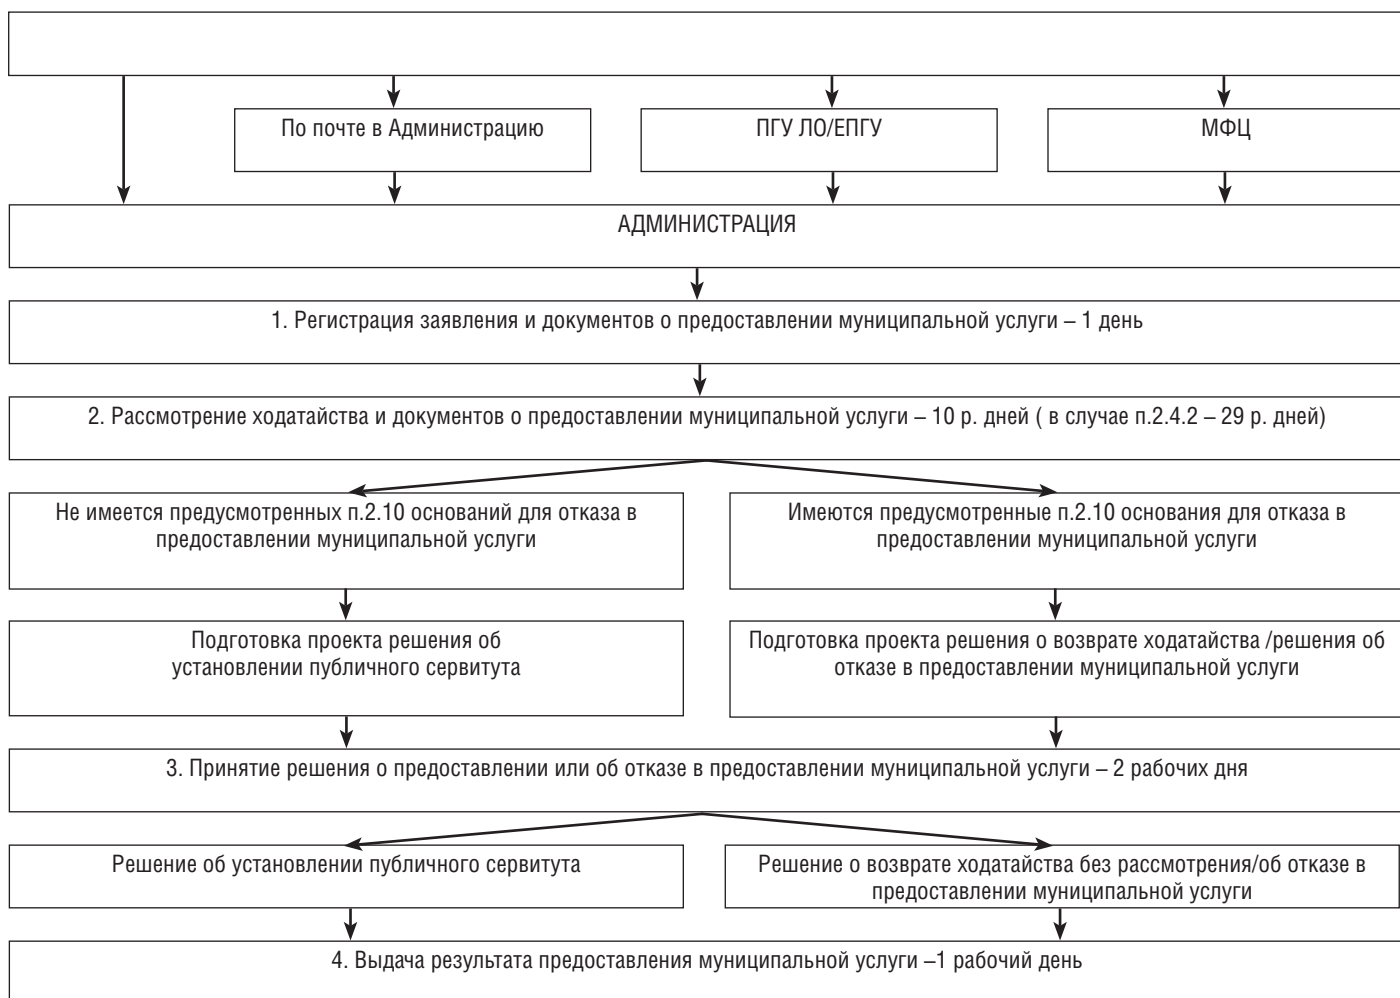 По почте в Администрацию
ПГУ ЛО/ЕПГУ
МФЦ
АДМИНИСТРАЦИЯ
1. Регистрация заявления и документов о предоставлении муниципальной услуги – 1 день
2. Рассмотрение ходатайства и документов о предоставлении муниципальной услуги – 10 р. дней ( в случае п.2.4.2 – 29 р. дней)
Не имеется предусмотренных п.2.10 оснований для отказа в
предоставлении муниципальной услуги
Имеются предусмотренные п.2.10 основания для отказа в
предоставлении муниципальной услуги
Подготовка проекта решения об
установлении публичного сервитута
Подготовка проекта решения о возврате ходатайства /решения об
отказе в предоставлении муниципальной услуги
3. Принятие решения о предоставлении или об отказе в предоставлении муниципальной услуги – 2 рабочих дня
Решение об установлении публичного сервитута
Решение о возврате ходатайства без рассмотрения/об отказе в
предоставлении муниципальной услуги
4. Выдача результата предоставления муниципальной услуги –1 рабочий день